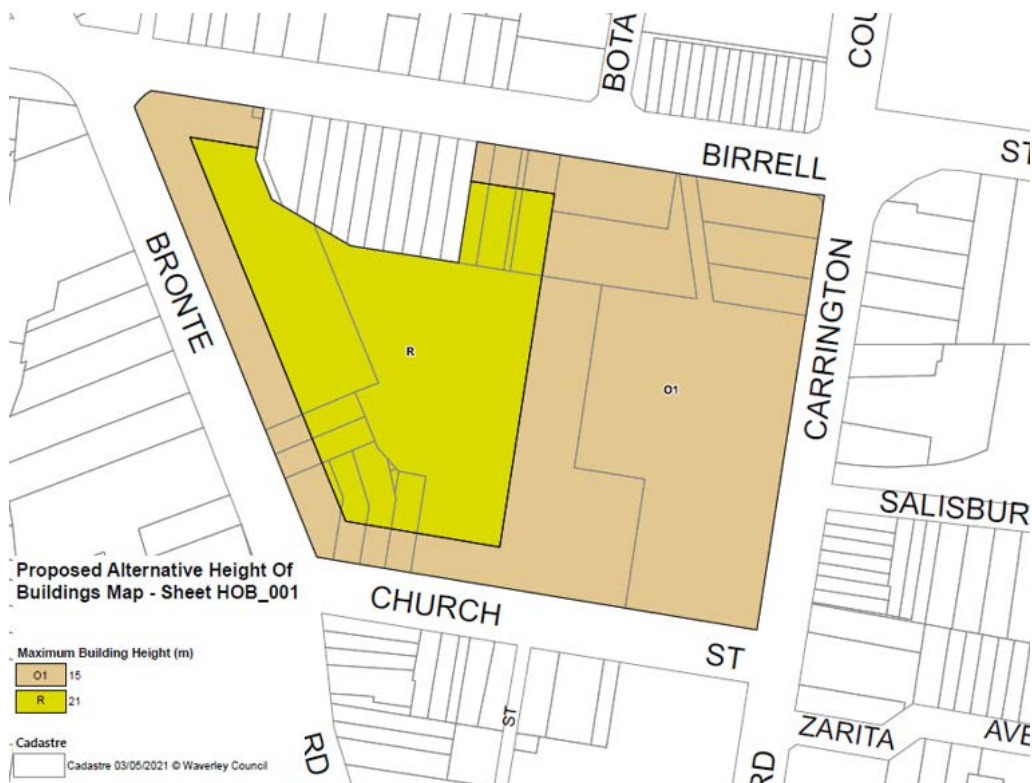 BOTA
COU
BIRRELL
ST
BRONTE
CARRINGTON
R
O1
SALISBUR
CHURCH
ST
ST
ZARITA
AVE
RD
RD
Proposed Alternative Height Of
Buildings Map - Sheet HOB_001
Maximum Building Height (m)
O1 15
R 21
Cadastre
Cadastre 03/05/2021 © Waverley Council